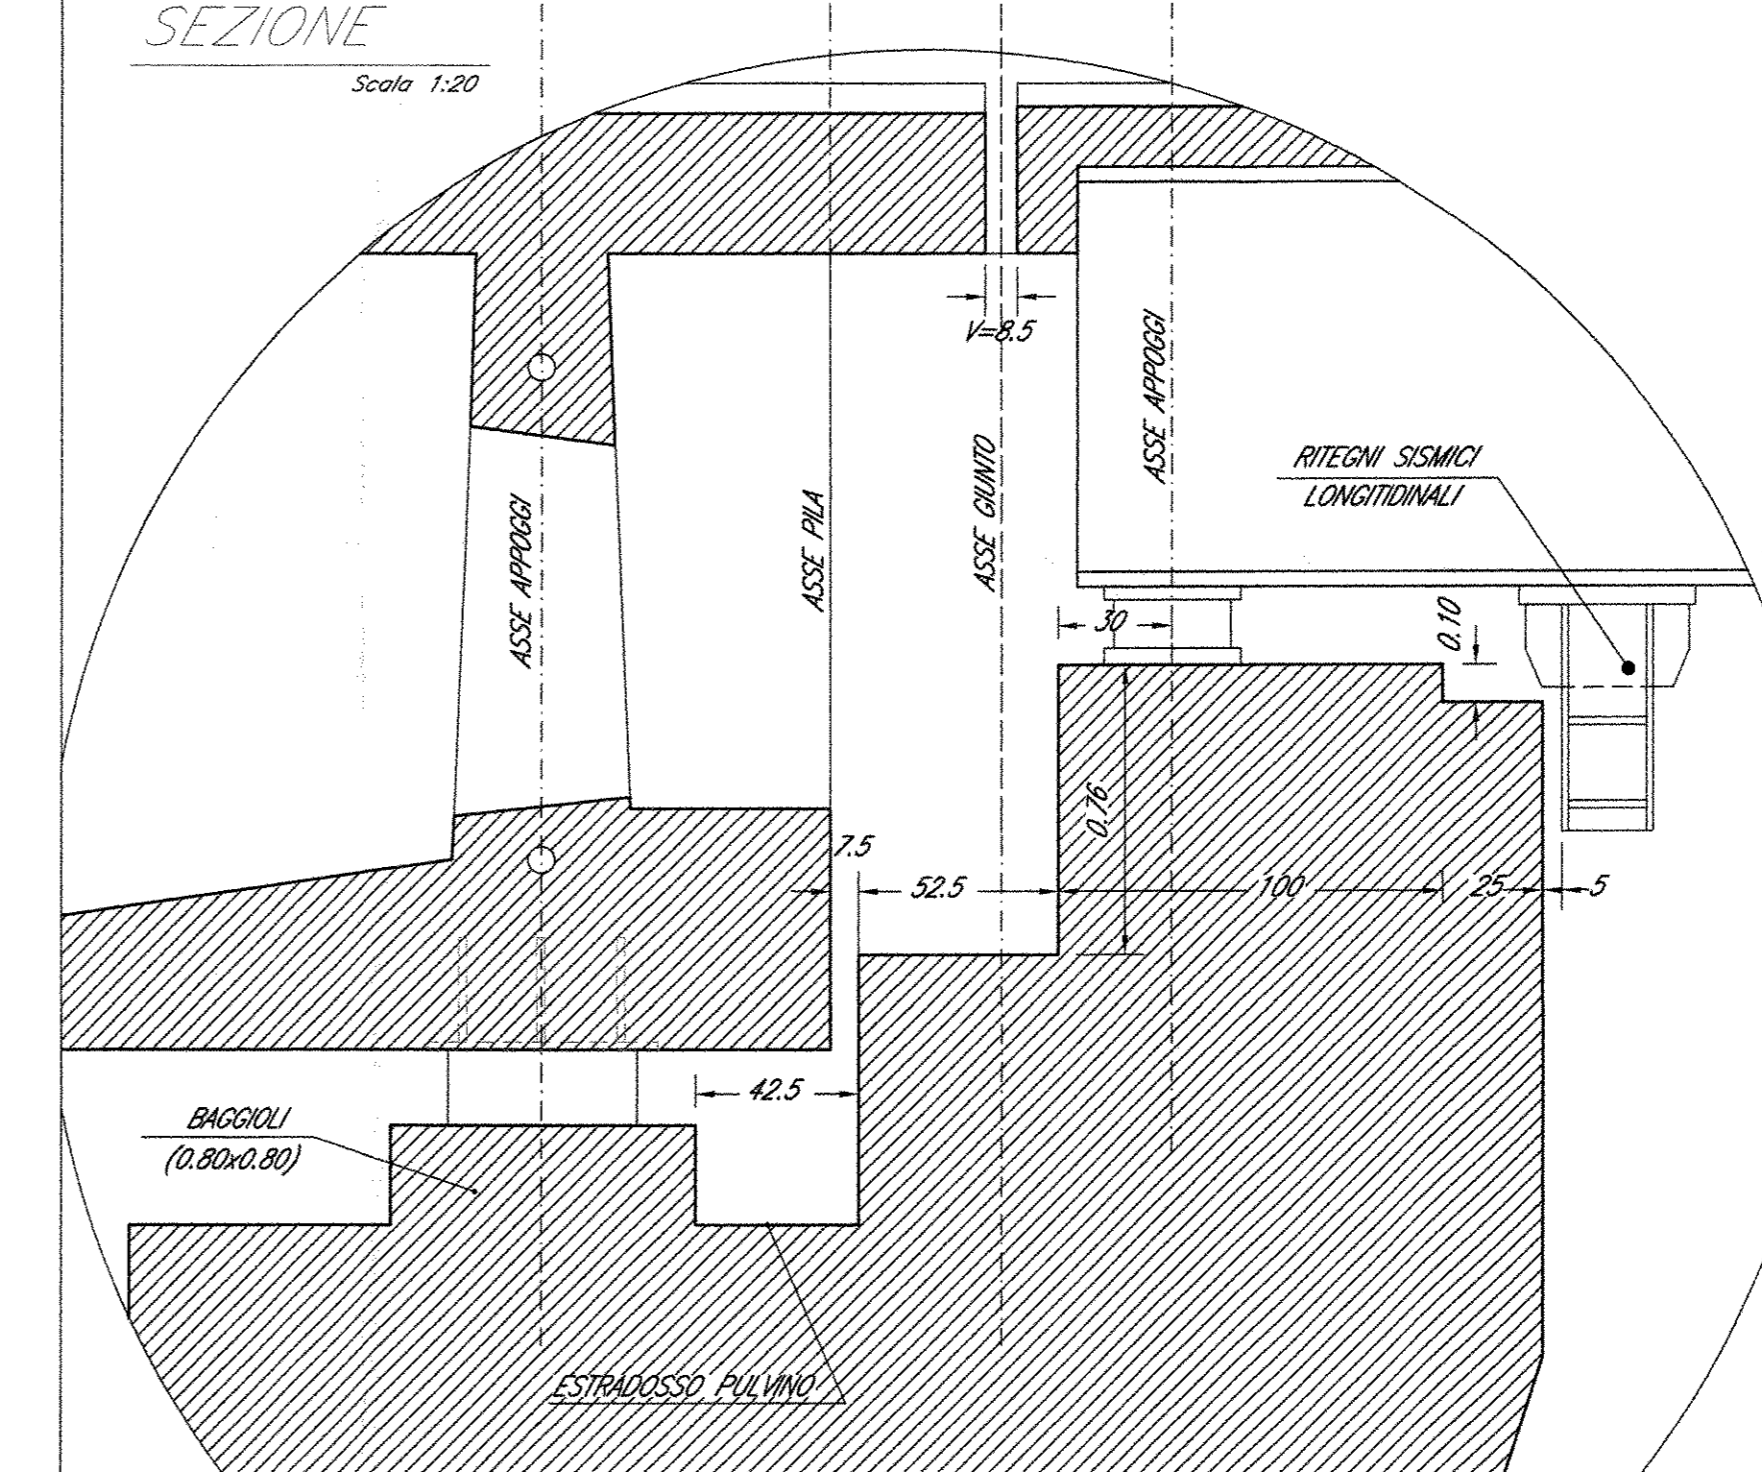 SEZIONE
Scala 1:20
V=8.5
ASSE APPOGGI
ASSE PILA
ASSE GIUNTO
ASSE APPOGGI
RITEGNI SISMICI
LONGITIDINALI
30
0.10
0.76
7.5
52.5
100
25
5
42.5
BAGGIOLI
(0.80x0.80)
ESTRADOSSO PULVINO